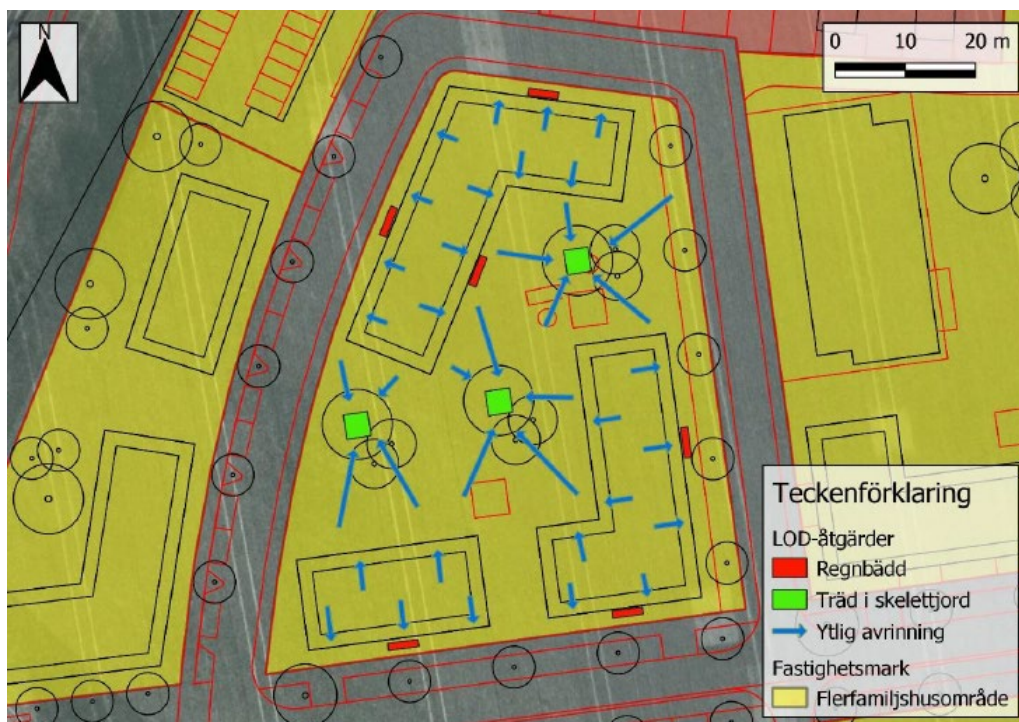 N
0 10 20 m
Teckenförklaring
LOD-åtgärder
Regnbädd
Träd i skelettjord
Ytlig avrinning
Fastighetsmark
Flerfamiljshusområde